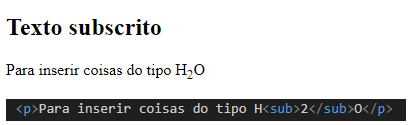 Texto subscrito
Para inserir coisas do tipo H₂O
<p>Para inserir coisas do tipo H<sub>2</sub>O</p>